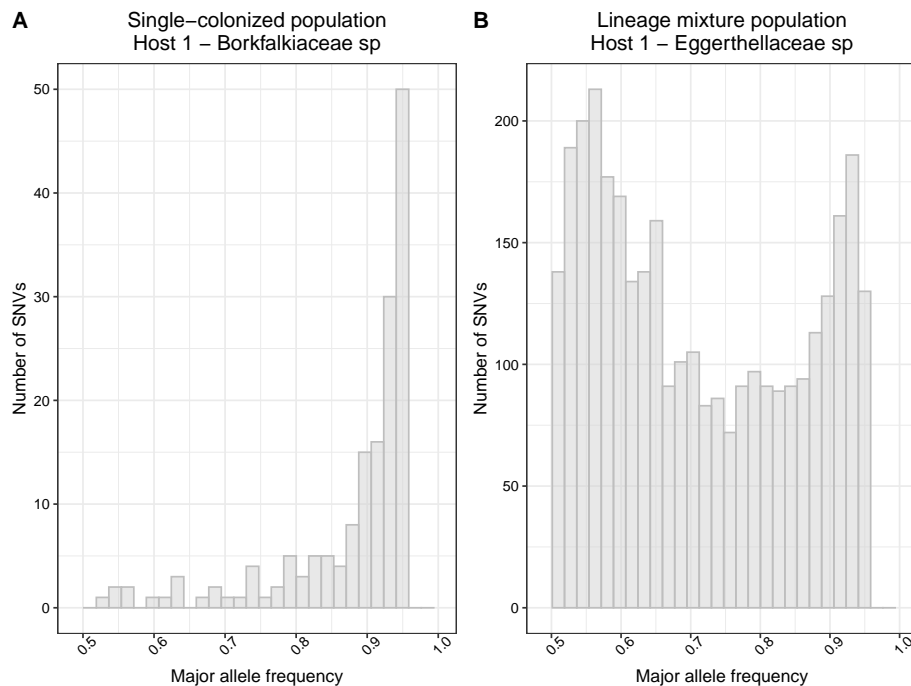 A
Single−colonized population
Host 1 − Borkfalkiaceae sp
Number of SNVs
50
40
30
20
10
0
0.5
0.6
0.7
0.8
0.9
1.0
Major allele frequency
B
Lineage mixture population
Host 1 − Eggerthellaceae sp
Number of SNVs
200
150
100
50
0
0.5
0.6
0.7
0.8
0.9
1.0
Major allele frequency